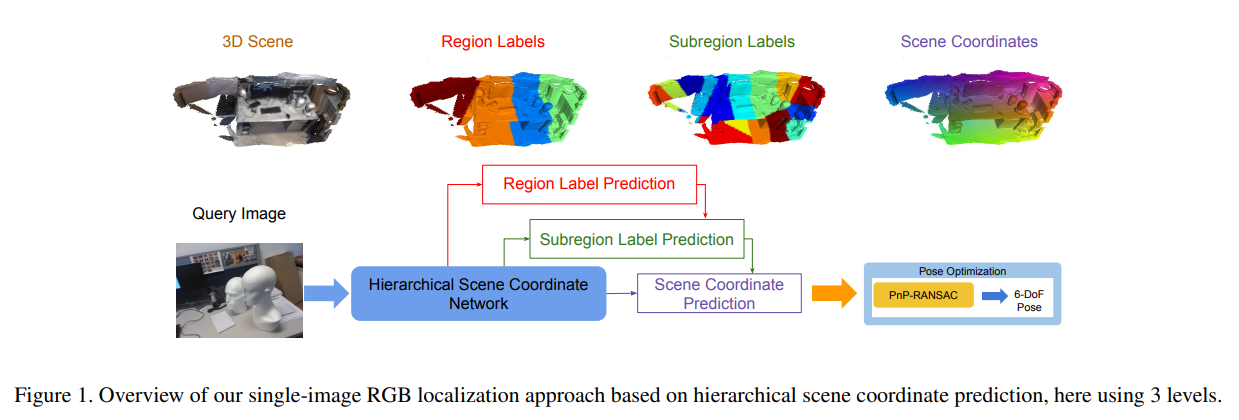 3D Scene
Region Labels
Subregion Labels
Scene Coordinates
Region Label Prediction
Query Image
Subregion Label Prediction
Hierarchical Scene Coordinate
Network
Scene Coordinate
Prediction
Pose Optimization
PnP-RANSAC
6-DoF
Pose
Figure 1. Overview of our single-image RGB localization approach based on hierarchical scene coordinate prediction, here using 3 levels.